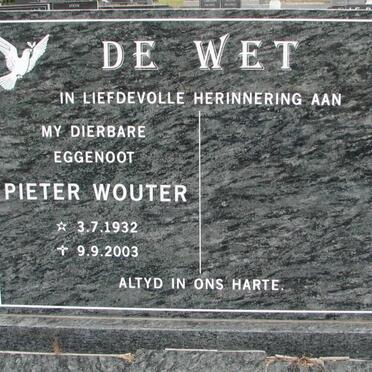 DE WET
IN LIEFDEVOLLE HERINNERING AAN
MY DIERBARE
EGGENOOT
PIETER WOUTER
☆ 3.7.1932
✝ 9.9.2003
ALTYD IN ONS HARTE.